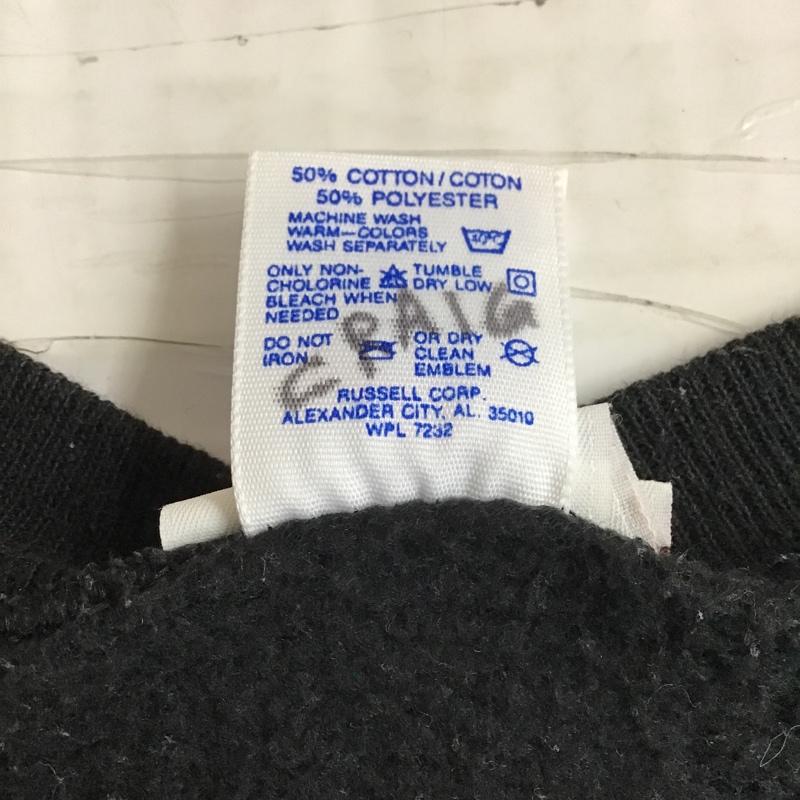 50% COTTON/COTON
50% POLYESTER
MACHINE WASH
WARM-COLORS
WASH SEPARATELY
40°C
ONLY NON-
CHOLORINE
BLEACH WHEN
NEEDED
TUMBLE
DRY LOW
CRAIG
DO NOT
IRON
OR DRY
CLEAN
EMBLEM
RUSSELL CORP.
ALEXANDER CITY, AL. 35010
WPL 7232